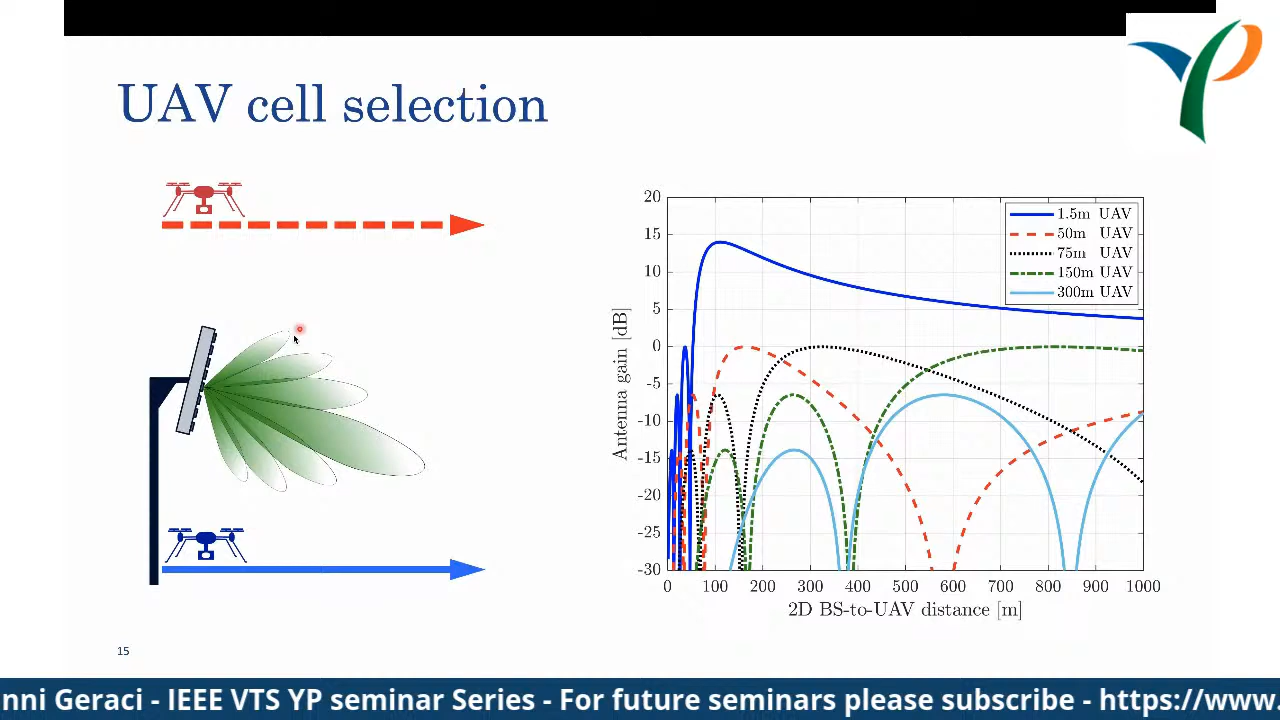 UAV cell selection
20
15
10
5
0
-5
-10
-15
-20
-25
-30
Antenna gain [dB]
1.5m UAV
50m UAV
75m UAV
150m UAV
300m UAV
0 100 200 300 400 500 600 700 800 900 1000
2D BS-to-UAV distance [m]
15
nni Geraci - IEEE VTS YP seminar Series - For future seminars please subscribe - https://www.